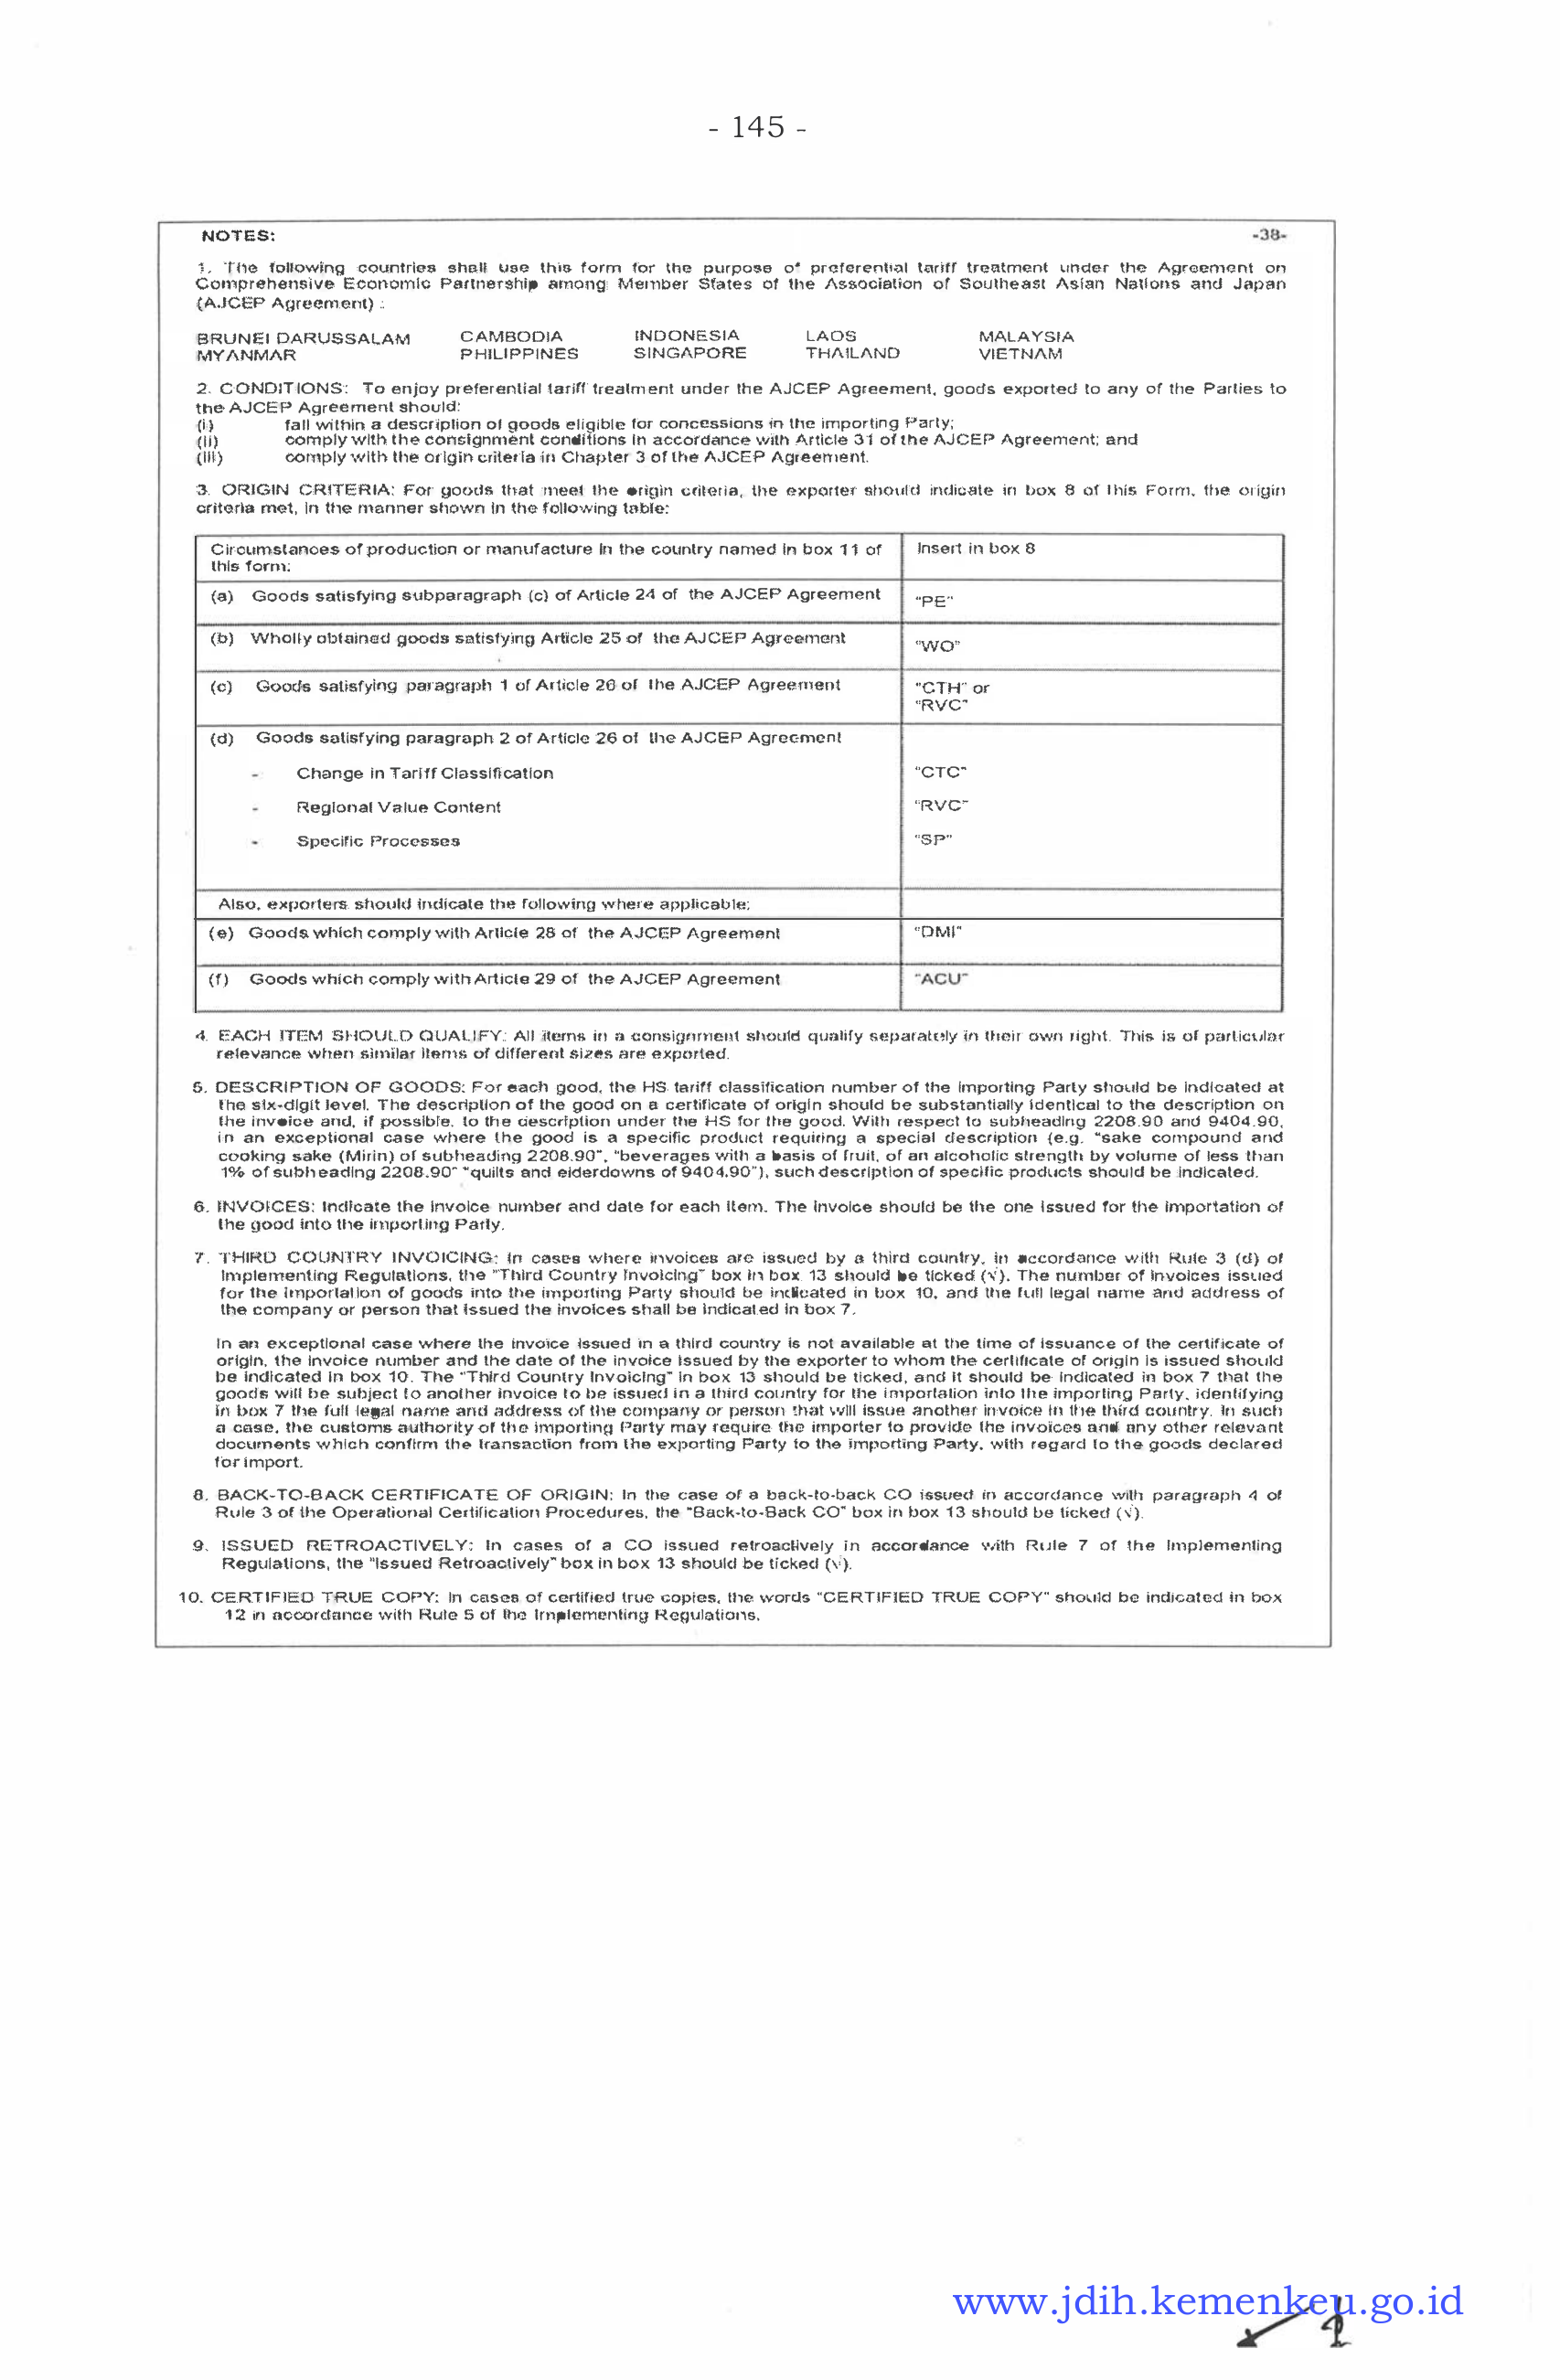 - 145 -
NOTES:
-38-
1. The following countries shall use this form for the purpose of preferential tariff treatment under the Agreement on
Comprehensive Economic Partnership among Member States of the Association of Southeast Asian Nations and Japan
(AJCEP Agreement) :
BRUNEI DARUSSALAM CAMBODIA INDONESIA LAOS MALAYSIA
MYANMAR PHILIPPINES SINGAPORE THAILAND VIETNAM
2. CONDITIONS: To enjoy preferential tariff treatment under the AJCEP Agreement, goods exported to any of the Parties to
the AJCEP Agreement should:
(i) fall within a description of goods eligible for concessions in the importing Party;
(ii) comply with the consignment conditions in accordance with Article 31 of the AJCEP Agreement; and
(iii) comply with the origin criteria in Chapter 3 of the AJCEP Agreement.
3. ORIGIN CRITERIA: For goods that meet the origin criteria, the exporter should indicate in box 8 of this Form, the origin
criteria met, in the manner shown in the following table:
Circumstances of production or manufacture in the country named in box 11 of
this form:
Insert in box 8
(a) Goods satisfying subparagraph (c) of Article 24 of the AJCEP Agreement
"PE"
(b) Wholly obtained goods satisfying Article 25 of the AJCEP Agreement
"WO"
(c) Goods satisfying paragraph 1 of Article 26 of the AJCEP Agreement
"CTH" or
"RVC"
(d) Goods satisfying paragraph 2 of Article 26 of the AJCEP Agreement
- Change in Tariff Classification "CTC"
- Regional Value Content "RVC"
- Specific Processes "SP"
Also, exporters should indicate the following where applicable:
(e) Goods which comply with Article 28 of the AJCEP Agreement "DMI"
(f) Goods which comply with Article 29 of the AJCEP Agreement "ACU"
4. EACH ITEM SHOULD QUALIFY: All items in a consignment should qualify separately in their own right. This is of particular
relevance when similar items of different sizes are exported.
5. DESCRIPTION OF GOODS: For each good, the HS tariff classification number of the importing Party should be indicated at
the six-digit level. The description of the good on a certificate of origin should be substantially identical to the description on
the invoice and, if possible, to the description under the HS for the good. With respect to subheading 2208.90 and 9404.90,
in an exceptional case where the good is a specific product requiring a special description (e.g. "sake compound and
cooking sake (Mirin) of subheading 2208.90", "beverages with a basis of fruit, of an alcoholic strength by volume of less than
1% of subheading 2208.90" "quilts and eiderdowns of 9404.90"), such description of specific products should be indicated.
6. INVOICES: Indicate the invoice number and date for each item. The invoice should be the one issued for the importation of
the good into the importing Party.
7. THIRD COUNTRY INVOICING: In cases where invoices are issued by a third country, in accordance with Rule 3 (d) of
Implementing Regulations, the "Third Country Invoicing" box in box 13 should be ticked (√). The number of invoices issued
for the importation of goods into the importing Party should be indicated in box 10, and the full legal name and address of
the company or person that issued the invoices shall be indicated in box 7.
In an exceptional case where the invoice issued in a third country is not available at the time of issuance of the certificate of
origin, the invoice number and the date of the invoice issued by the exporter to whom the certificate of origin is issued should
be indicated in box 10. The "Third Country Invoicing" in box 13 should be ticked, and it should be indicated in box 7 that the
goods will be subject to another invoice to be issued in a third country for the importation into the importing Party, identifying
in box 7 the full legal name and address of the company or person that will issue another invoice in the third country. In such
a case, the customs authority of the importing Party may require the importer to provide the invoices and any other relevant
documents which confirm the transaction from the exporting Party to the importing Party, with regard to the goods declared
for import.
8. BACK-TO-BACK CERTIFICATE OF ORIGIN: In the case of a back-to-back CO issued in accordance with paragraph 4 of
Rule 3 of the Operational Certification Procedures, the "Back-to-Back CO" box in box 13 should be ticked (√).
9. ISSUED RETROACTIVELY: In cases of a CO issued retroactively in accordance with Rule 7 of the Implementing
Regulations, the "Issued Retroactively" box in box 13 should be ticked (√).
10. CERTIFIED TRUE COPY: In cases of certified true copies, the words "CERTIFIED TRUE COPY" should be indicated in box
12 in accordance with Rule 5 of the Implementing Regulations.
www.jdih.kemenkeu.go.id